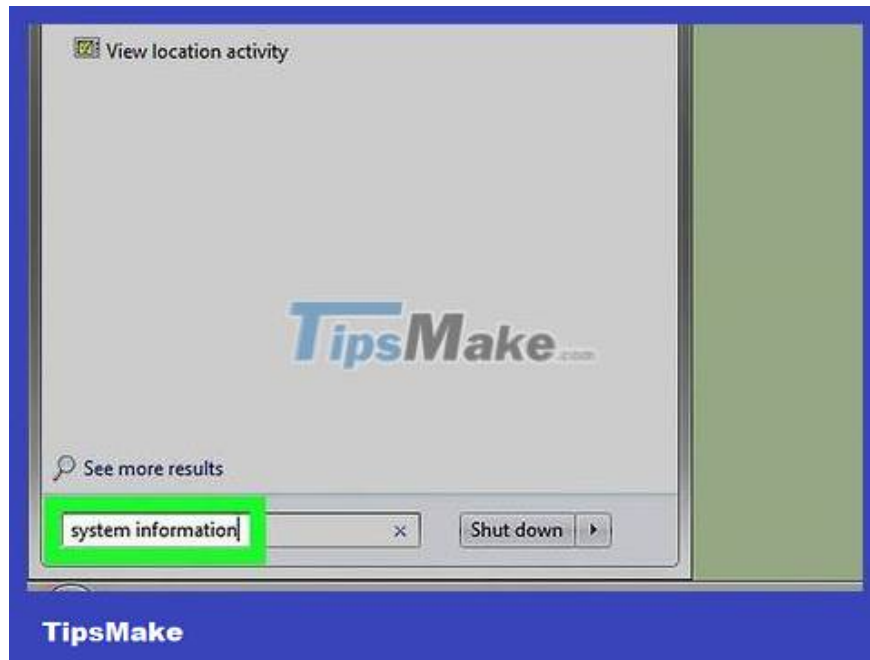 View location activity
TipsMake.com
See more results
system information
Shut down
TipsMake